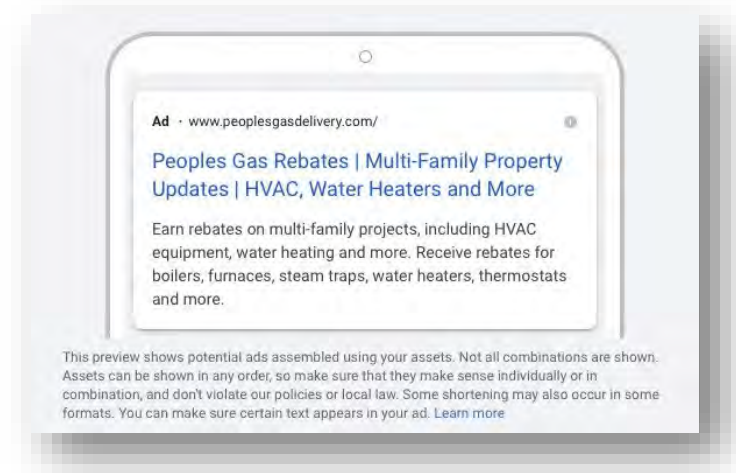 Ad · www.peoplesgasdelivery.com/
Peoples Gas Rebates | Multi-Family Property
Updates | HVAC, Water Heaters and More
Earn rebates on multi-family projects, including HVAC
equipment, water heating and more. Receive rebates for
boilers, furnaces, steam traps, water heaters, thermostats
and more.
This preview shows potential ads assembled using your assets. Not all combinations are shown.
Assets can be shown in any order, so make sure that they make sense individually or in
combination, and don't violate our policies or local law. Some shortening may also occur in some
formats. You can make sure certain text appears in your ad. Learn more